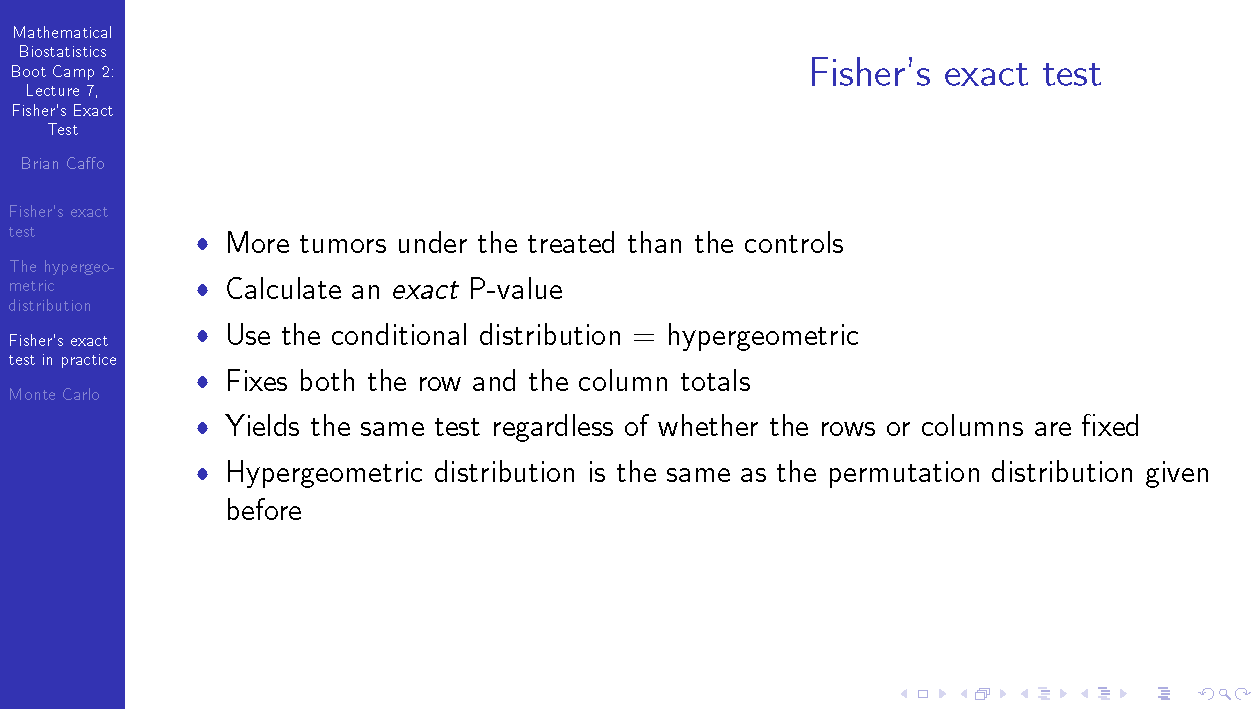 Mathematical
Biostatistics
Boot Camp 2:
Lecture 7,
Fisher's Exact
Test
Brian Caffo
Fisher's exact
test
The hypergeo-
metric
distribution
Fisher's exact
test in practice
Monte Carlo
Fisher's exact test
• More tumors under the treated than the controls
• Calculate an exact P-value
• Use the conditional distribution = hypergeometric
• Fixes both the row and the column totals
• Yields the same test regardless of whether the rows or columns are fixed
• Hypergeometric distribution is the same as the permutation distribution given
before